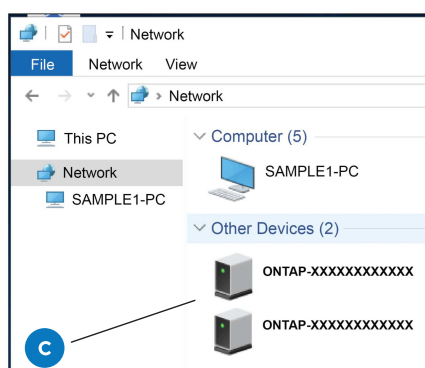 Network
File Network View
Network
This PC
Network
SAMPLE1-PC
Computer (5)
SAMPLE1-PC
Other Devices (2)
ONTAP-XXXXXXXXXXXX
ONTAP-XXXXXXXXXXXX
C